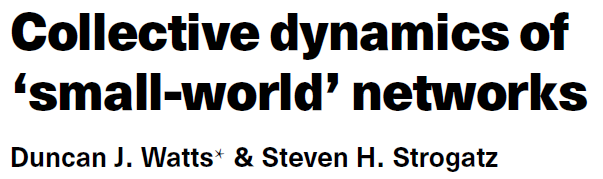 Collective dynamics of
‘small-world’ networks
Duncan J. Watts* & Steven H. Strogatz